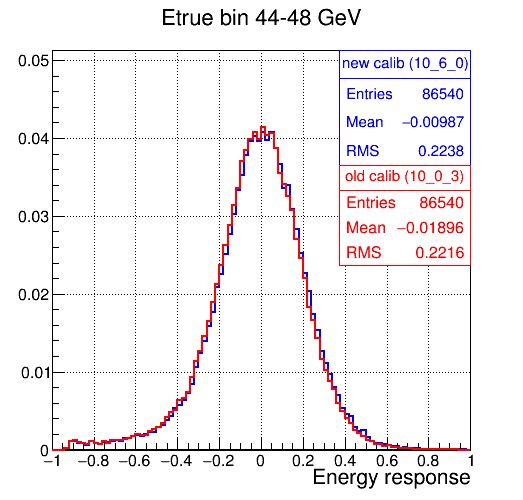 Etrue bin 44-48 GeV
new calib (10_6_0)
Entries 86540
Mean −0.00987
RMS 0.2238
old calib (10_0_3)
Entries 86540
Mean −0.01896
RMS 0.2216
0.05
0.04
0.03
0.02
0.01
0
−1 −0.8 −0.6 −0.4 −0.2 0 0.2 0.4 0.6 0.8 1
Energy response